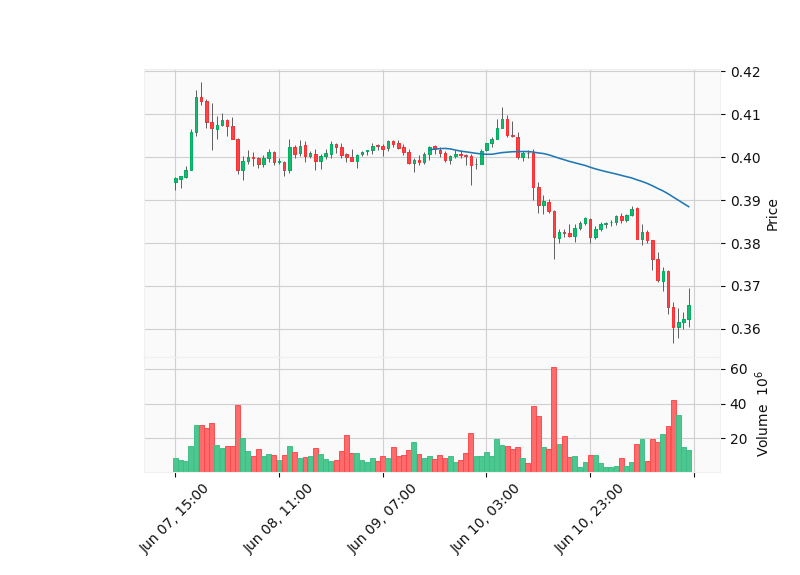 0.42
0.41
0.40
0.39
0.38
0.37
0.36
Price
60
40
20
Volume 10⁶
Jun 07, 15:00
Jun 08, 11:00
Jun 09, 07:00
Jun 10, 03:00
Jun 10, 23:00